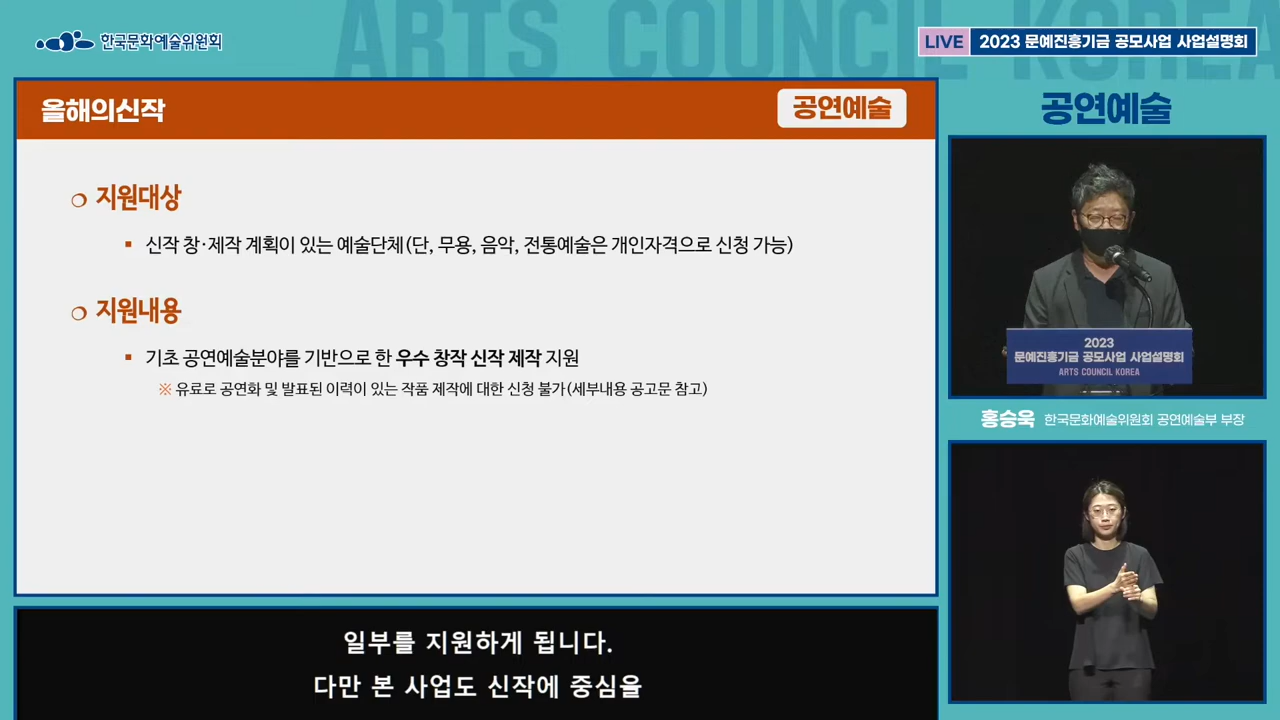 ARTS COUNCIL KOREA
한국문화예술위원회
LIVE 2023 문예진흥기금 공모사업 사업설명회
올해의신작
공연예술
❍ 지원대상
▪ 신작 창·제작 계획이 있는 예술단체(단, 무용, 음악, 전통예술은 개인자격으로 신청 가능)
❍ 지원내용
▪ 기초 공연예술분야를 기반으로 한 우수 창작 신작 제작 지원
※ 유료로 공연화 및 발표된 이력이 있는 작품 제작에 대한 신청 불가(세부내용 공고문 참고)
공연예술
2023
문예진흥기금 공모사업 사업설명회
ARTS COUNCIL KOREA
홍승욱 한국문화예술위원회 공연예술부 부장
일부를 지원하게 됩니다.
다만 본 사업도 신작에 중심을